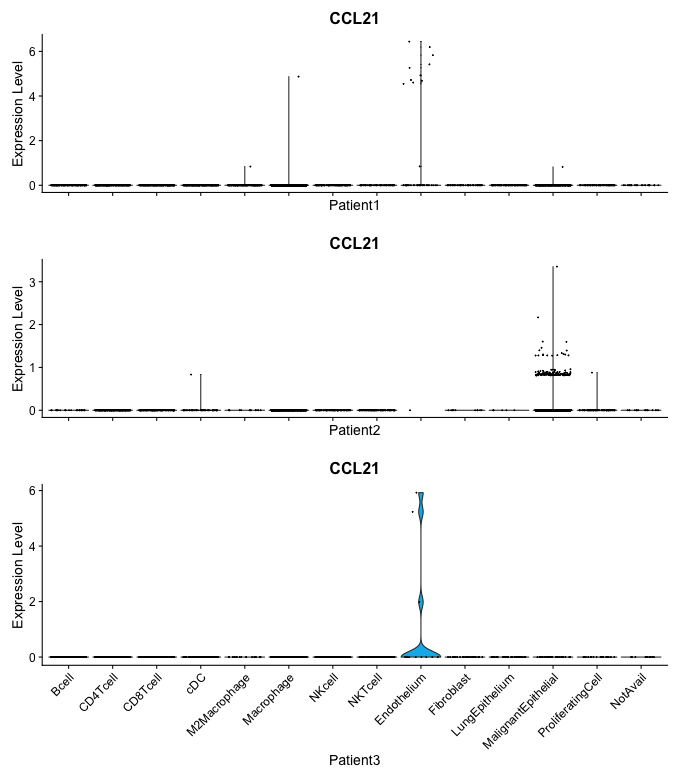 CCL21
Expression Level
6
4
2
0
Patient1
CCL21
Expression Level
3
2
1
0
Patient2
CCL21
Expression Level
6
4
2
0
Bcell
CD4Tcell
CD8Tcell
cDC
M2Macrophage
Macrophage
NKcell
NKTcell
Endothelium
Fibroblast
LungEpithelium
MalignantEpithelial
ProliferatingCell
NotAvail
Patient3